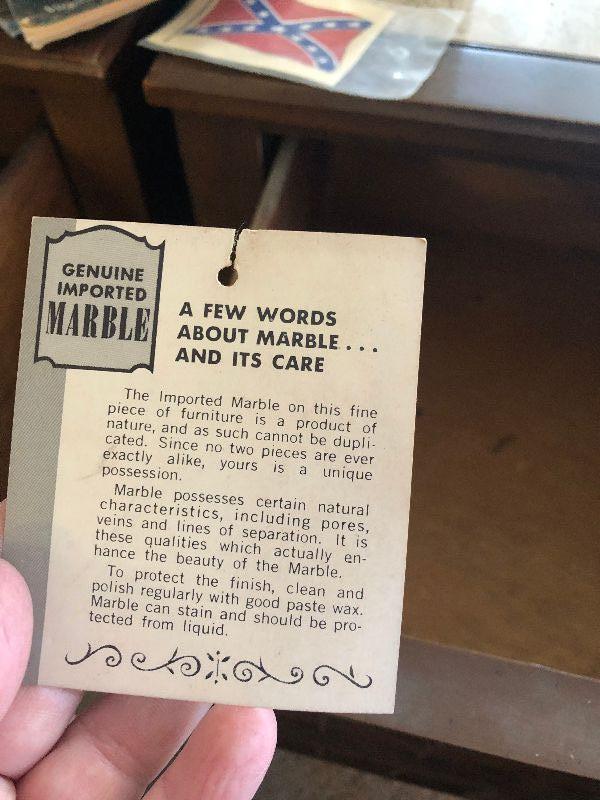 GENUINE
IMPORTED
MARBLE
A FEW WORDS
ABOUT MARBLE...
AND ITS CARE
The Imported Marble on this fine
piece of furniture is a product of
nature, and as such cannot be dupli-
cated. Since no two pieces are ever
exactly alike, yours is a unique
possession.
Marble possesses certain natural
characteristics, including pores,
veins and lines of separation. It is
these qualities which actually en-
hance the beauty of the Marble.
To protect the finish, clean and
polish regularly with good paste wax.
Marble can stain and should be pro-
tected from liquid.